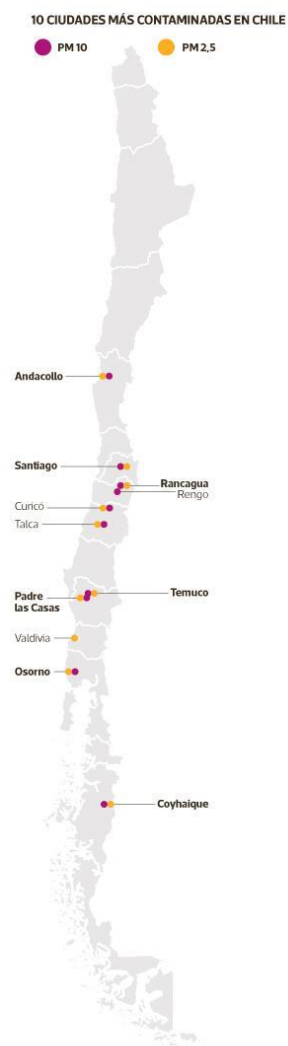 10 CIUDADES MÁS CONTAMINADAS EN CHILE
PM 10
PM 2,5
Andacollo
Santiago
Rancagua
Rengo
Curicó
Talca
Temuco
Padre
las Casas
Valdivia
Osorno
Coyhaique